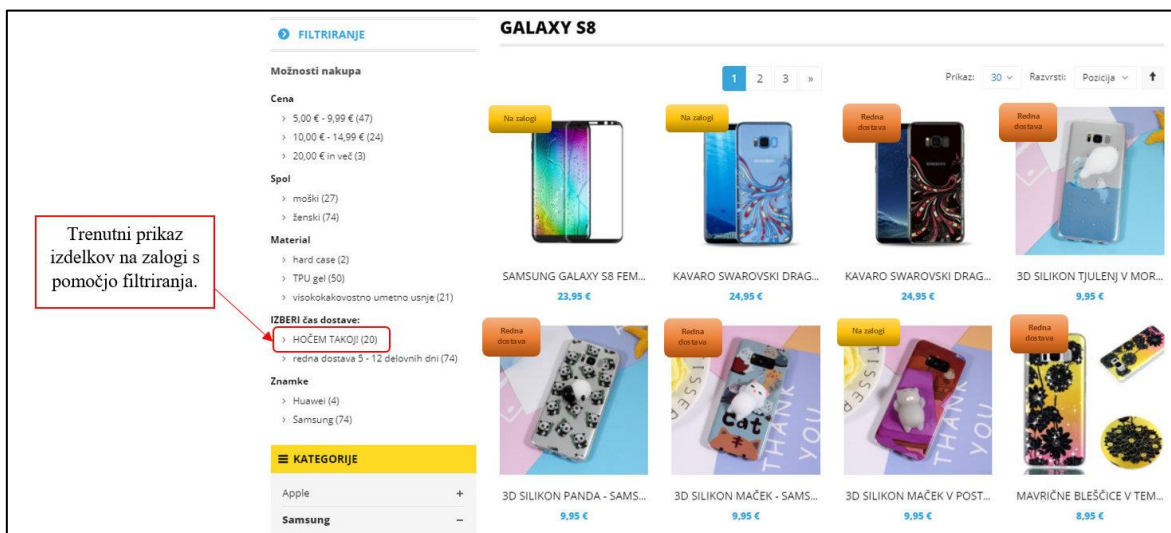 Trenutni prikaz
izdelkov na zalogi s
pomočjo filtriranja.
FILTRIRANJE
Možnosti nakupa
Cena
5,00 € - 9,99 € (47)
10,00 € - 14,99 € (24)
20,00 € in več (3)
Spol
moški (27)
ženski (74)
Material
hard case (2)
TPU gel (50)
visokokakovostno umetno usnje (21)
IZBERI čas dostave:
HOČEM TAKOJ! (20)
redna dostava 5 - 12 delovnih dni (74)
Znamke
Huawei (4)
Samsung (74)
KATEGORIJE
Apple +
Samsung −
GALAXY S8
1 2 3 »
Prikaz: 30 Razvrsti: Pozicija
Na zalogi
SAMSUNG GALAXY S8 FEM...
23,95 €
Na zalogi
KAVARO SWAROVSKI DRAG...
24,95 €
Redna
dostava
SAMSUNG
KAVARO SWAROVSKI DRAG...
24,95 €
Redna
dostava
3D SILIKON TJULENJ V MOR...
9,95 €
Redna
dostava
3D SILIKON PANDA - SAMS...
9,95 €
Redna
dostava
cat
THANK
YOU
3D SILIKON MAČEK - SAMS...
9,95 €
Na zalogi
THANK
YOU
3D SILIKON MAČEK V POST...
9,95 €
Redna
dostava
MAVRIČNE BLEŠČICE V TEM...
8,95 €